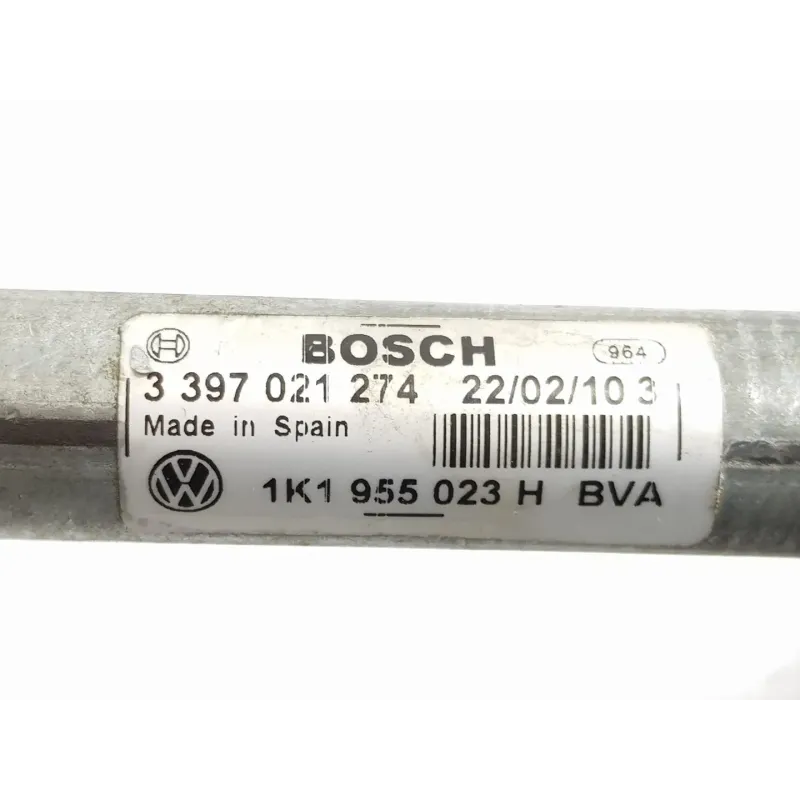 BOSCH 964
3 397 021 274 22/02/10 3
Made in Spain
1K1 955 023 H BVA